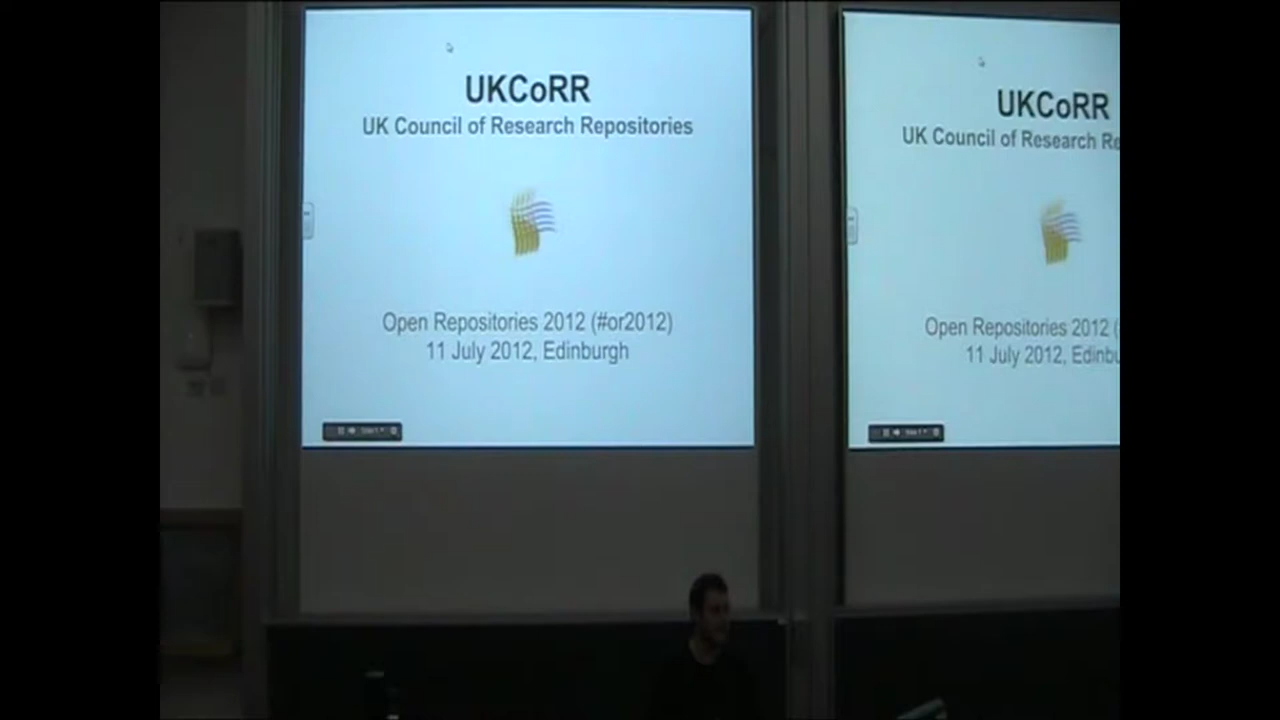 UKCoRR
UK Council of Research Repositories
Open Repositories 2012 (#or2012)
11 July 2012, Edinburgh
UKCoRR
UK Council of Research Re
Open Repositories 2012 (
11 July 2012, Edinbu